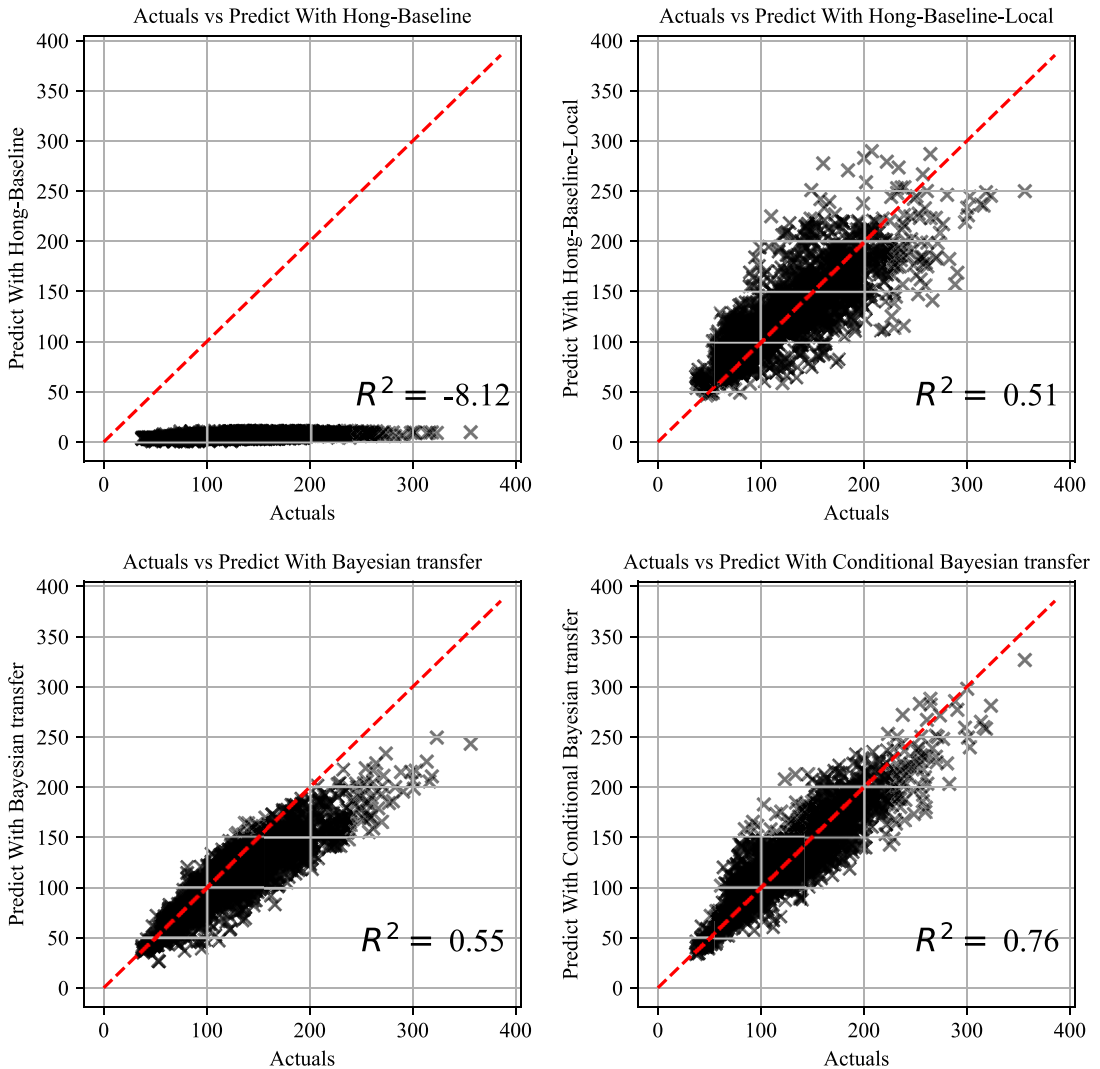 Actuals vs Predict With Hong-Baseline
Predict With Hong-Baseline
400
350
300
250
200
150
100
50
0
R² = -8.12
0 100 200 300 400
Actuals
Actuals vs Predict With Hong-Baseline-Local
Predict With Hong-Baseline-Local
400
350
300
250
200
150
100
50
0
R² = 0.51
0 100 200 300 400
Actuals
Actuals vs Predict With Bayesian transfer
Predict With Bayesian transfer
400
350
300
250
200
150
100
50
0
R² = 0.55
0 100 200 300 400
Actuals
Actuals vs Predict With Conditional Bayesian transfer
Predict With Conditional Bayesian transfer
400
350
300
250
200
150
100
50
0
R² = 0.76
0 100 200 300 400
Actuals